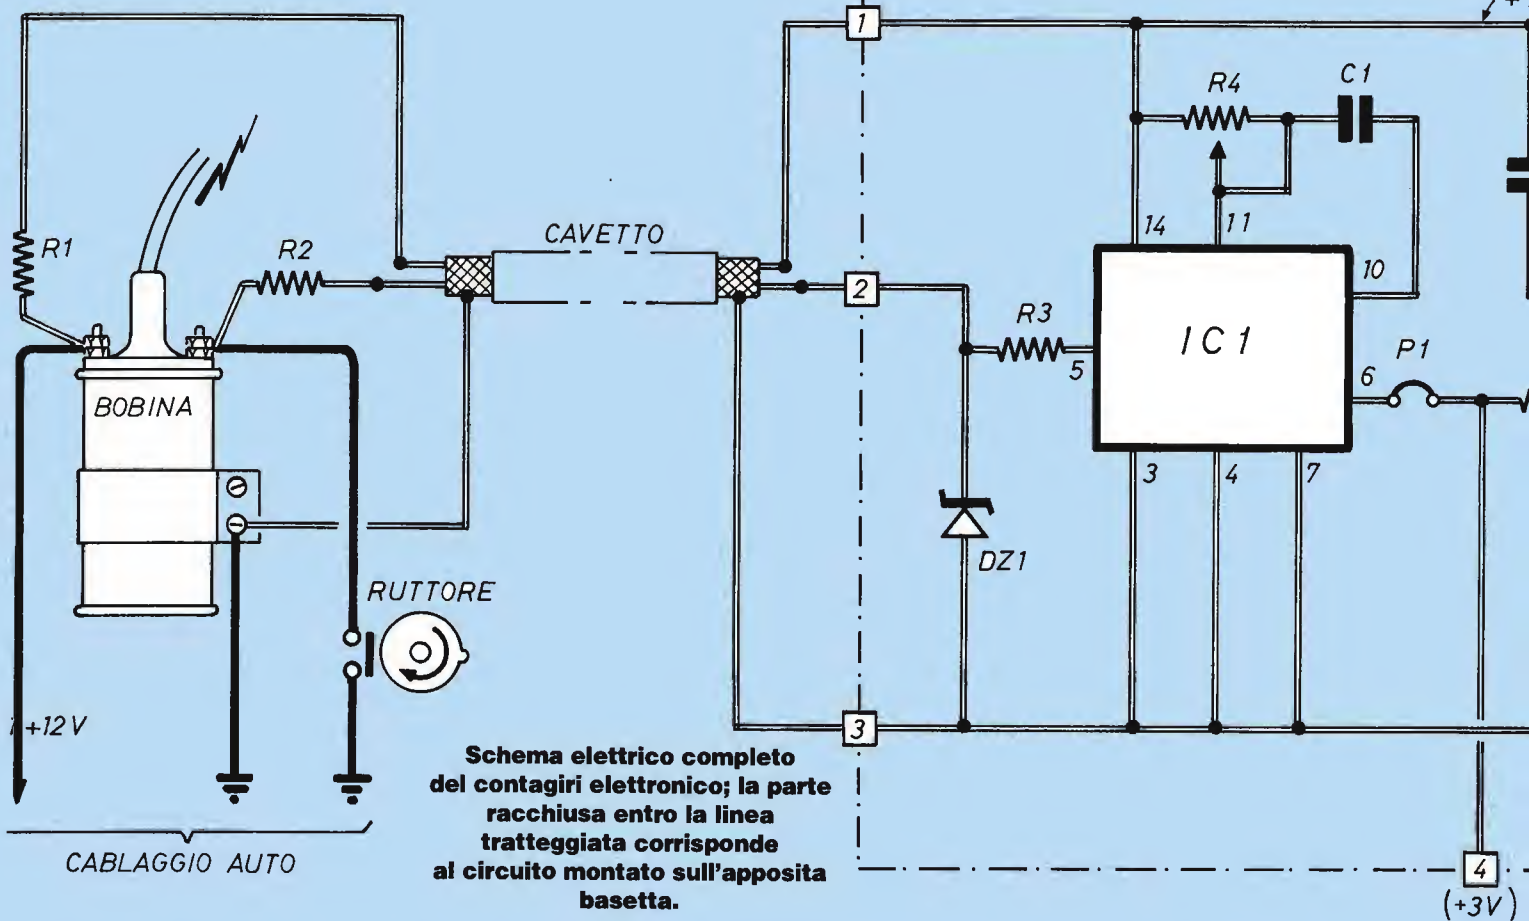 1
+
C1
R4
14
11
CAVETTO
R1
R2
10
2
R3
IC1
P1
5
6
BOBINA
3
4
7
DZ1
RUTTORE
+12V
3
Schema elettrico completo
del contagiri elettronico; la parte
racchiusa entro la linea
tratteggiata corrisponde
al circuito montato sull'apposita
basetta.
CABLAGGIO AUTO
4
(+3V)